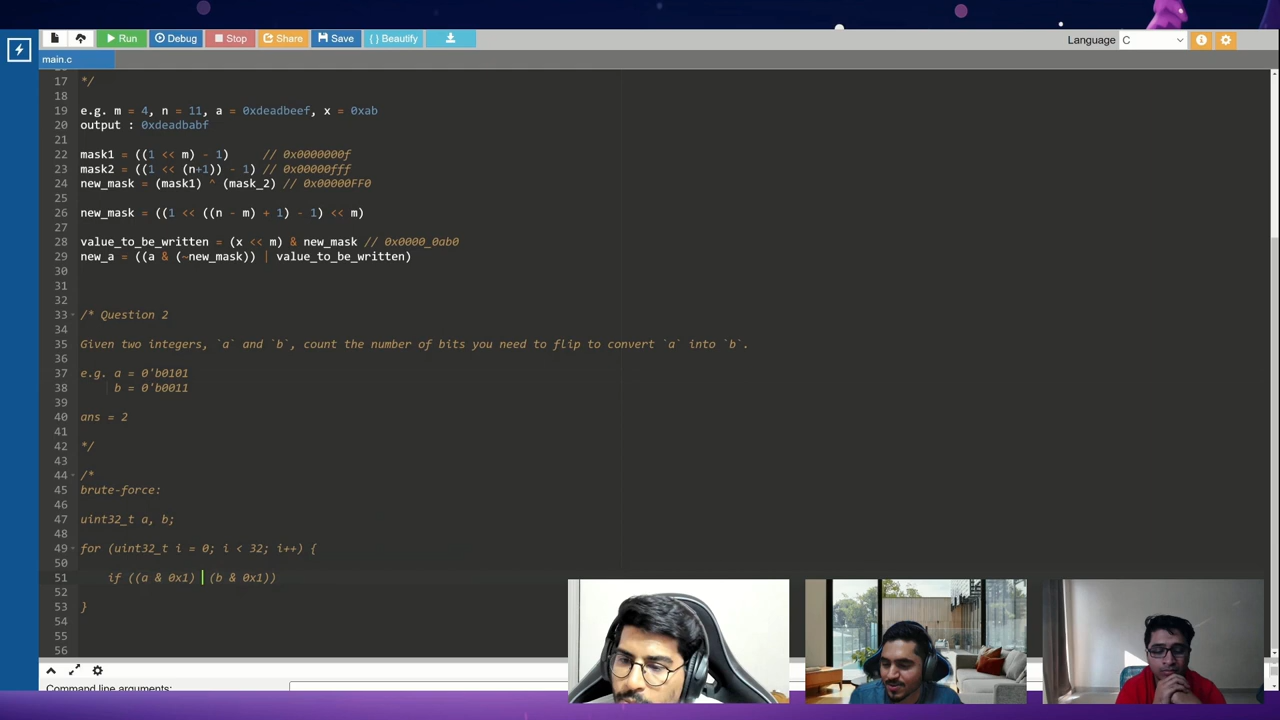 Run Debug Stop Share Save { } Beautify Language C
main.c
17 */
18
19 e.g. m = 4, n = 11, a = 0xdeadbeef, x = 0xab
20 output : 0xdeadbabf
21
22 mask1 = ((1 << m) - 1) // 0x0000000f
23 mask2 = ((1 << (n+1)) - 1) // 0x00000fff
24 new_mask = (mask1) ^ (mask_2) // 0x00000FF0
25
26 new_mask = ((1 << ((n - m) + 1) - 1) << m)
27
28 value_to_be_written = (x << m) & new_mask // 0x0000_0ab0
29 new_a = ((a & (~new_mask)) | value_to_be_written)
30
31
32
33 /* Question 2
34
35 Given two integers, `a` and `b`, count the number of bits you need to flip to convert `a` into `b`.
36
37 e.g. a = 0'b0101
38 b = 0'b0011
39
40 ans = 2
41
42 */
43
44 /*
45 brute-force:
46
47 uint32_t a, b;
48
49 for (uint32_t i = 0; i < 32; i++) {
50
51 if ((a & 0x1) (b & 0x1))
52
53 }
54
55
56
Command line arguments: